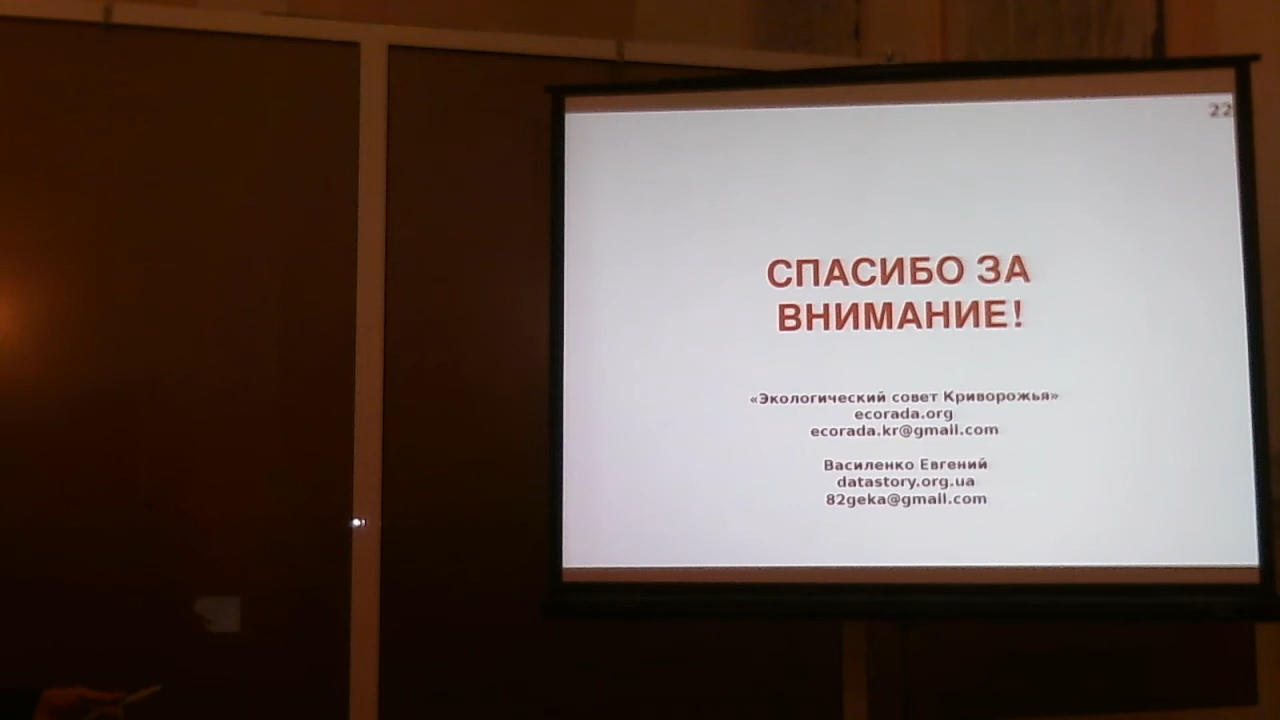 22
СПАСИБО ЗА
ВНИМАНИЕ!
«Экологический совет Криворожья»
ecorada.org
ecorada.kr@gmail.com
Василенко Евгений
datastory.org.ua
82geka@gmail.com